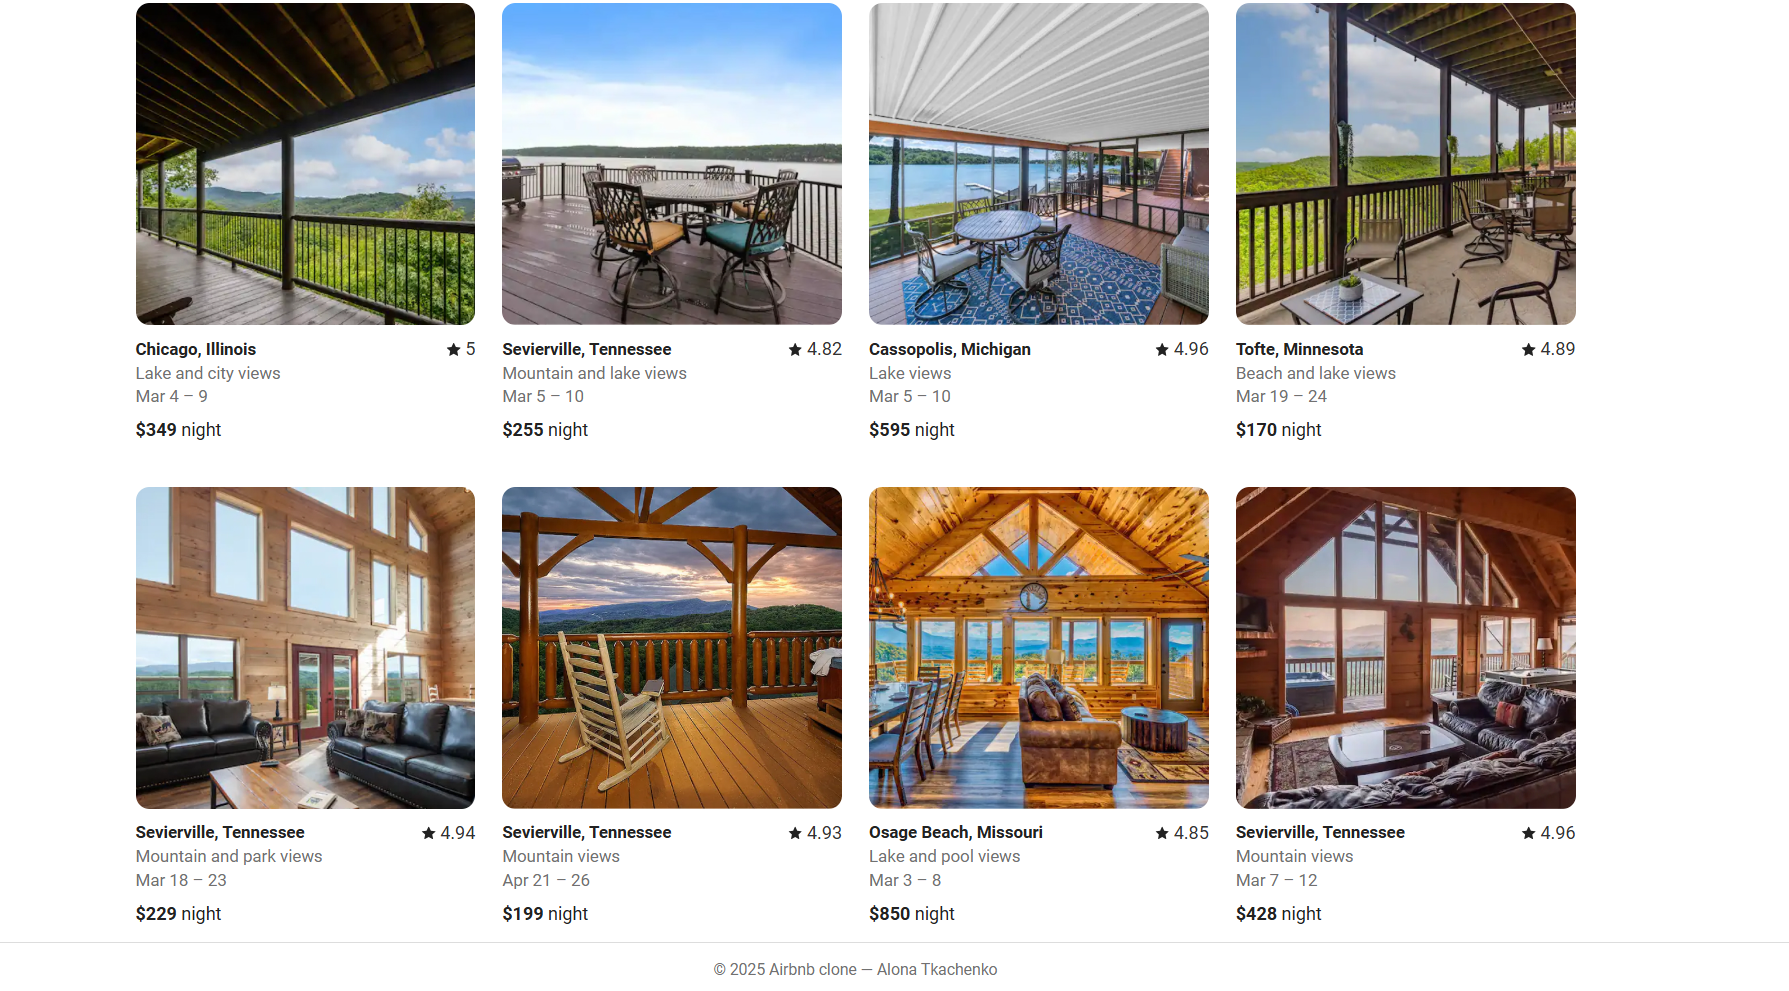 Chicago, Illinois ★ 5
Lake and city views
Mar 4 – 9
$349 night
Sevierville, Tennessee ★ 4.82
Mountain and lake views
Mar 5 – 10
$255 night
Cassopolis, Michigan ★ 4.96
Lake views
Mar 5 – 10
$595 night
Tofte, Minnesota ★ 4.89
Beach and lake views
Mar 19 – 24
$170 night
Sevierville, Tennessee ★ 4.94
Mountain and park views
Mar 18 – 23
$229 night
Sevierville, Tennessee ★ 4.93
Mountain views
Apr 21 – 26
$199 night
Osage Beach, Missouri ★ 4.85
Lake and pool views
Mar 3 – 8
$850 night
Sevierville, Tennessee ★ 4.96
Mountain views
Mar 7 – 12
$428 night
© 2025 Airbnb clone — Alona Tkachenko